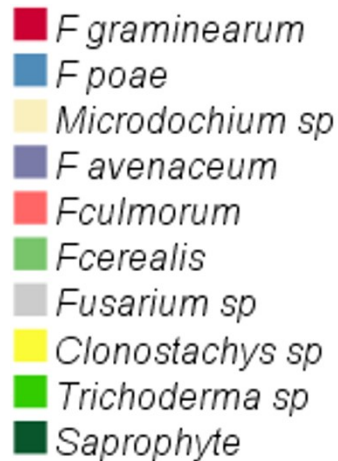 F graminearum
F poae
Microdochium sp
F avenaceum
Fculmorum
Fcerealis
Fusarium sp
Clonostachys sp
Trichoderma sp
Saprophyte